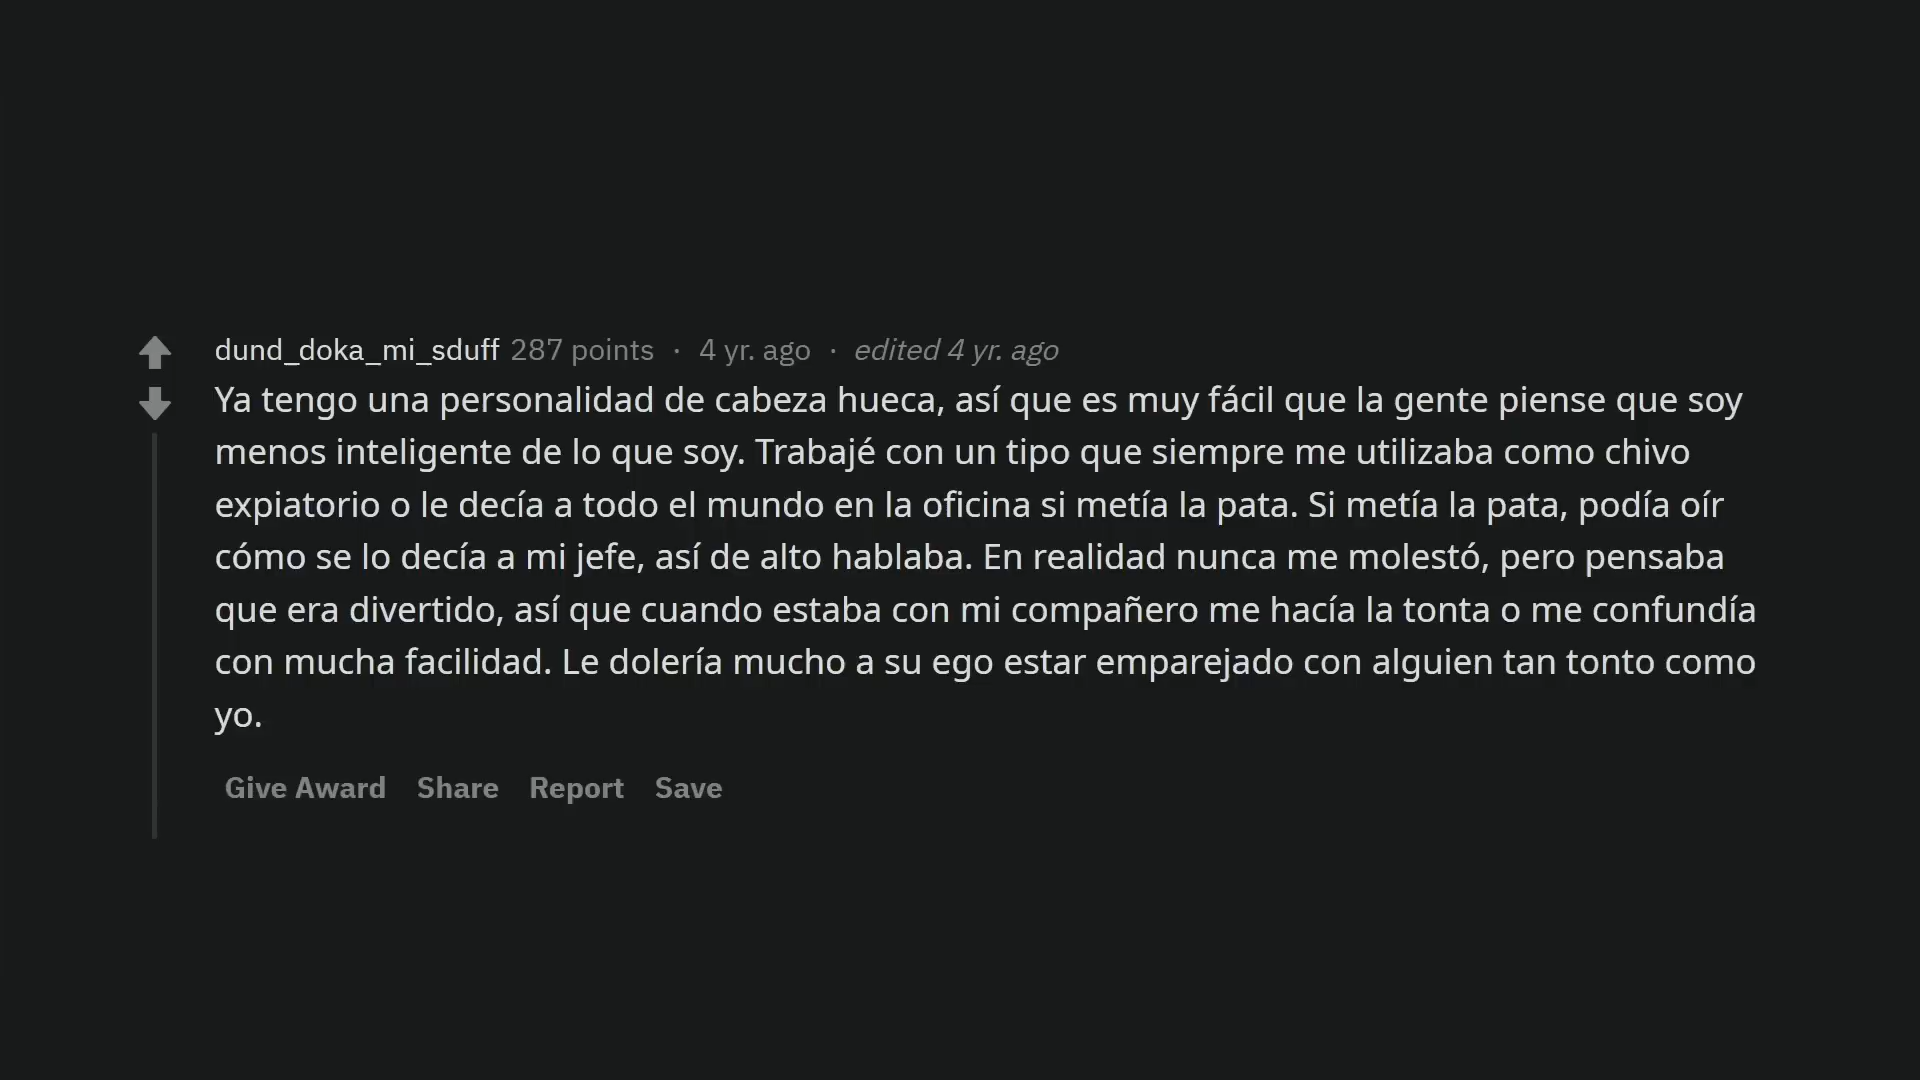 dund_doka_mi_sduff 287 points · 4 yr. ago · edited 4 yr. ago
Ya tengo una personalidad de cabeza hueca, así que es muy fácil que la gente piense que soy
menos inteligente de lo que soy. Trabajé con un tipo que siempre me utilizaba como chivo
expiatorio o le decía a todo el mundo en la oficina si metía la pata. Si metía la pata, podía oír
cómo se lo decía a mi jefe, así de alto hablaba. En realidad nunca me molestó, pero pensaba
que era divertido, así que cuando estaba con mi compañero me hacía la tonta o me confundía
con mucha facilidad. Le dolería mucho a su ego estar emparejado con alguien tan tonto como
yo.
Give Award Share Report Save